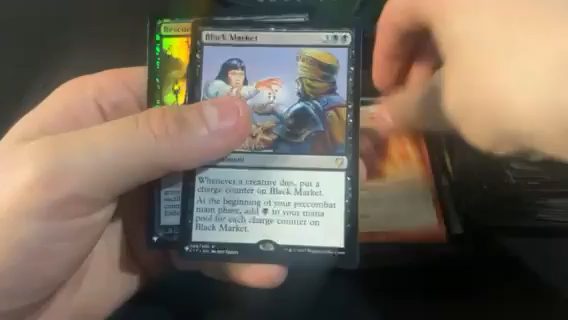 Rescue
Black Market
Whenever a creature dies, put a
charge counter on Black Market.
At the beginning of your precombat
main phase, add to your mana
pool for each charge counter on
Black Market.